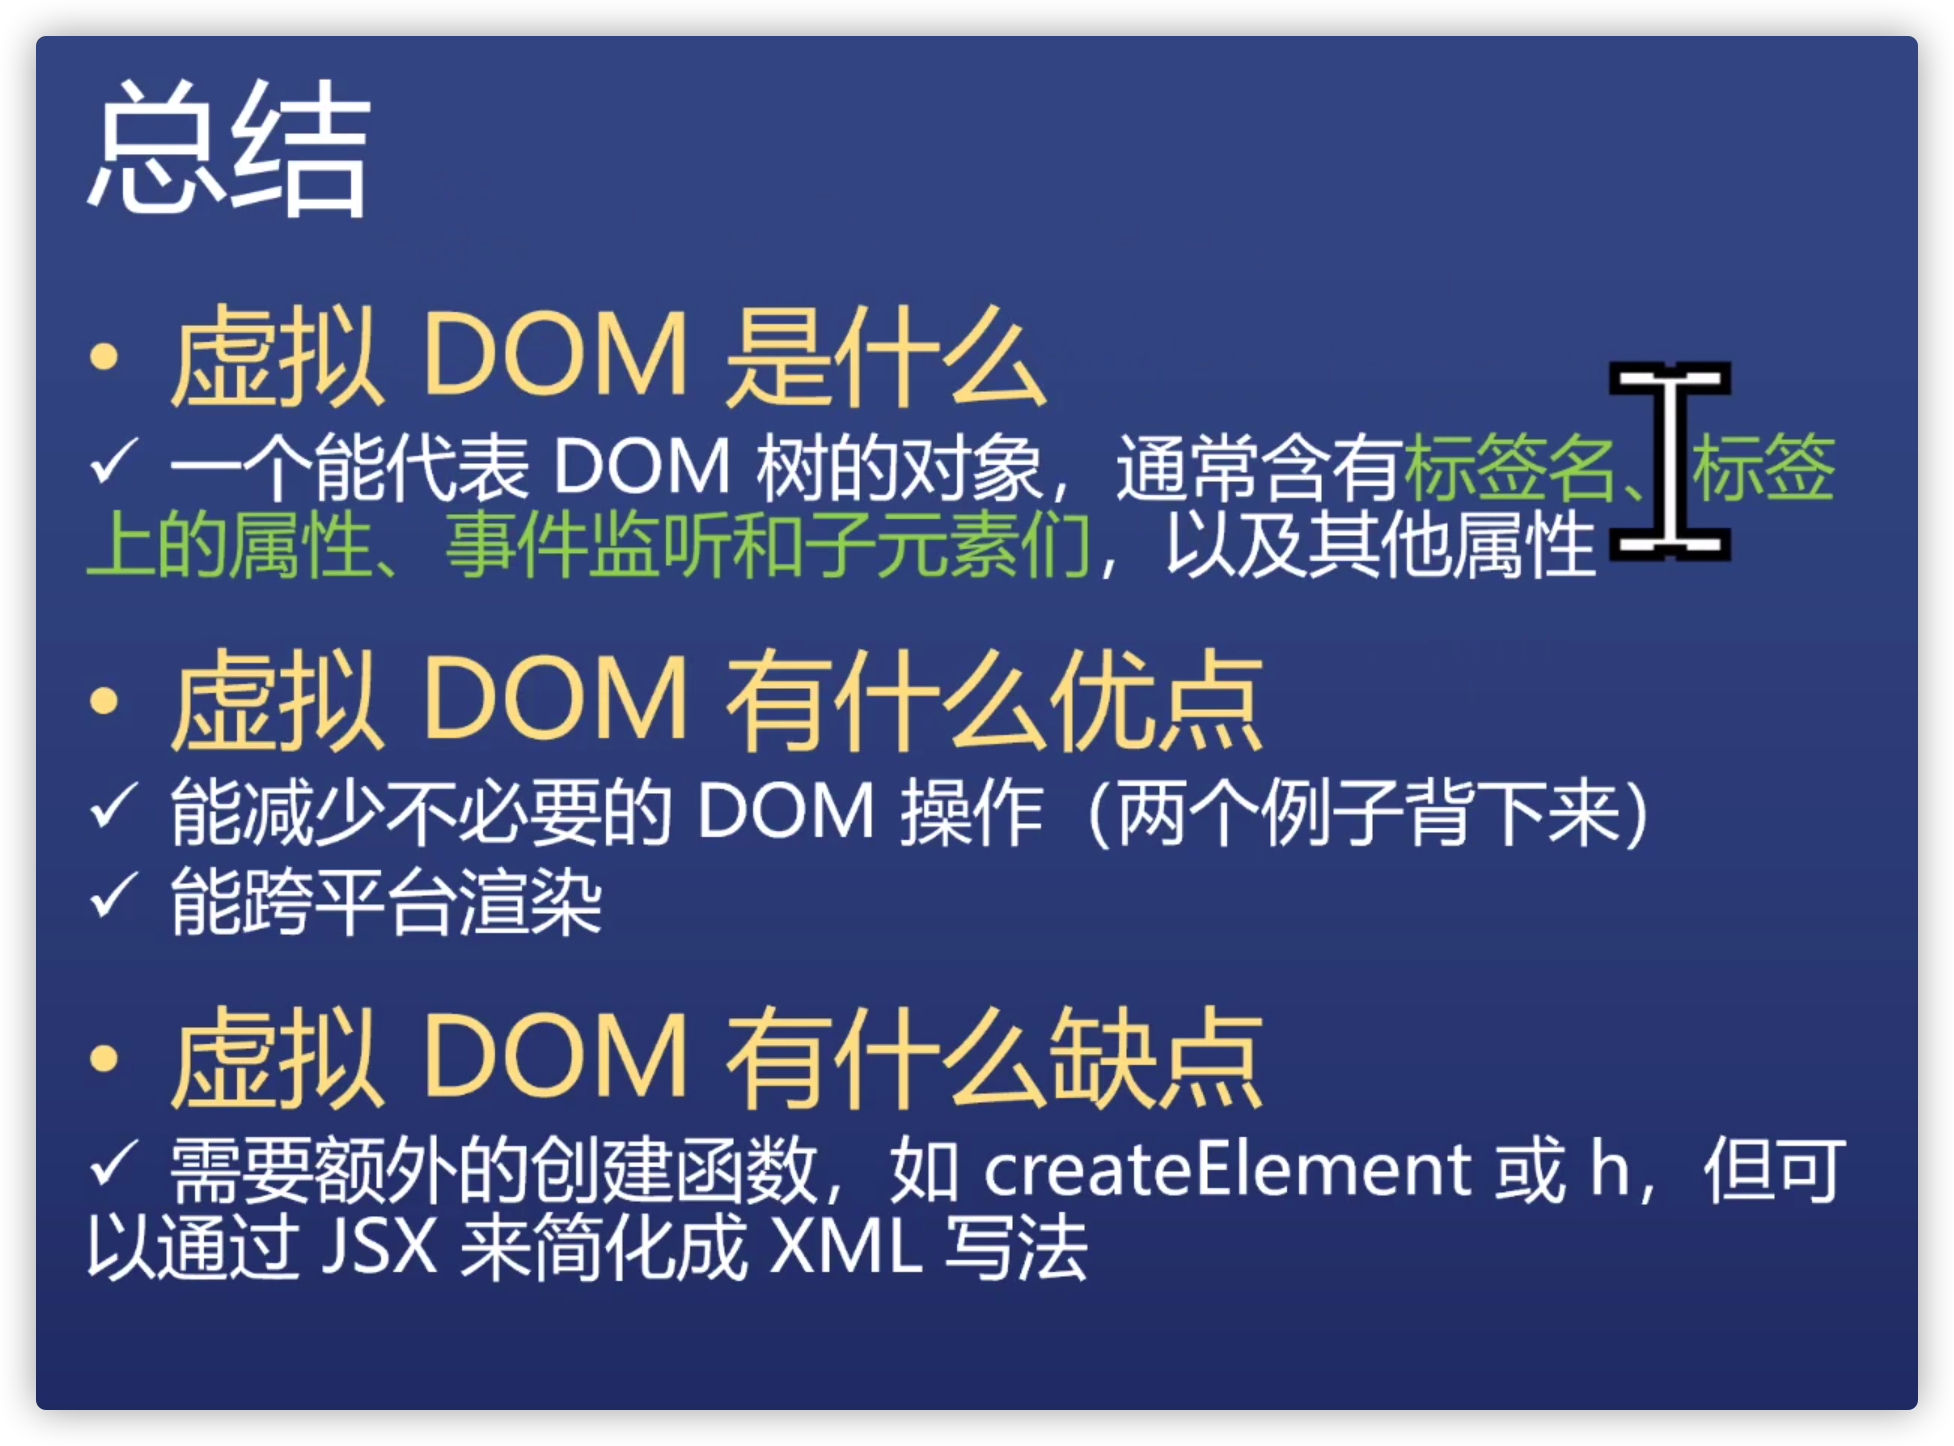 总结
• 虚拟 DOM 是什么
✓ 一个能代表 DOM 树的对象，通常含有标签名、标签
上的属性、事件监听和子元素们，以及其他属性
• 虚拟 DOM 有什么优点
✓ 能减少不必要的 DOM 操作（两个例子背下来）
✓ 能跨平台渲染
• 虚拟 DOM 有什么缺点
✓ 需要额外的创建函数，如 createElement 或 h，但可
以通过 JSX 来简化成 XML 写法